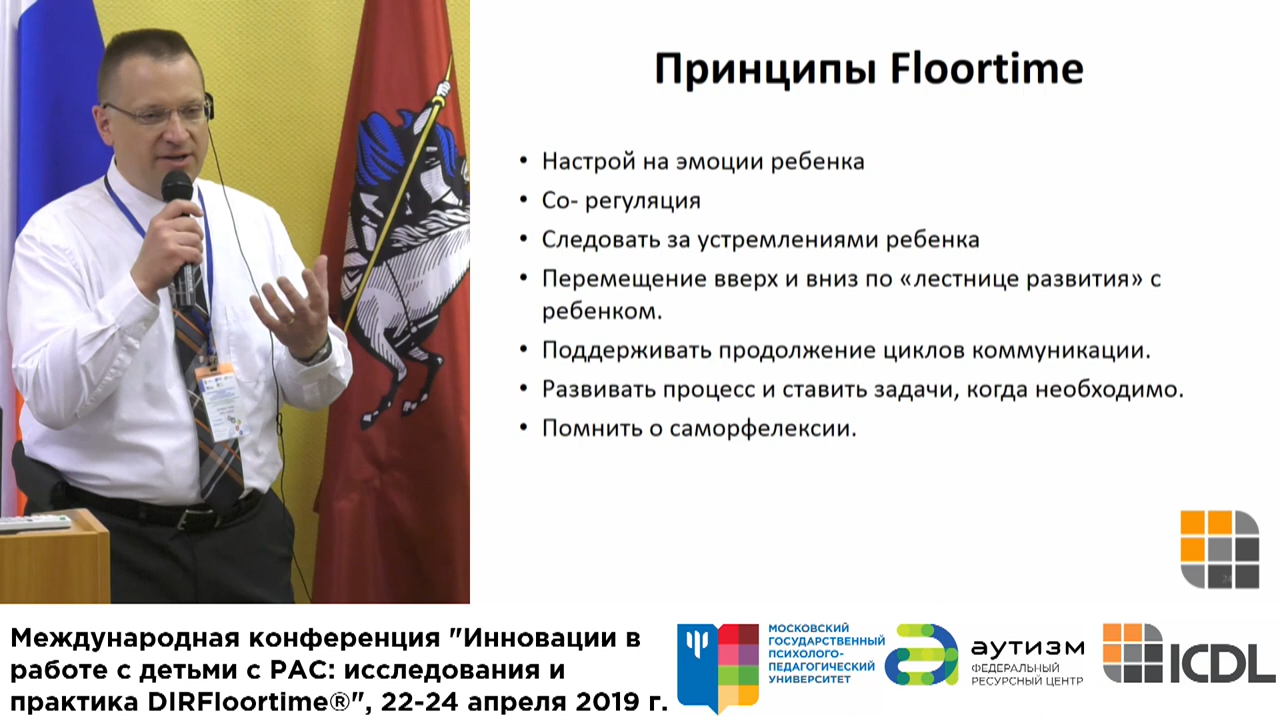 Принципы Floortime
• Настрой на эмоции ребенка
• Со- регуляция
• Следовать за устремлениями ребенка
• Перемещение вверх и вниз по «лестнице развития» с
ребенком.
• Поддерживать продолжение циклов коммуникации.
• Развивать процесс и ставить задачи, когда необходимо.
• Помнить о саморфелексии.
24
Международная конференция "Инновации в
работе с детьми с РАС: исследования и
практика DIRFloortime®", 22-24 апреля 2019 г.
МОСКОВСКИЙ
ГОСУДАРСТВЕННЫЙ
ПСИХОЛОГО-
ПЕДАГОГИЧЕСКИЙ
УНИВЕРСИТЕТ
аутизм
ФЕДЕРАЛЬНЫЙ
РЕСУРСНЫЙ ЦЕНТР
ICDL